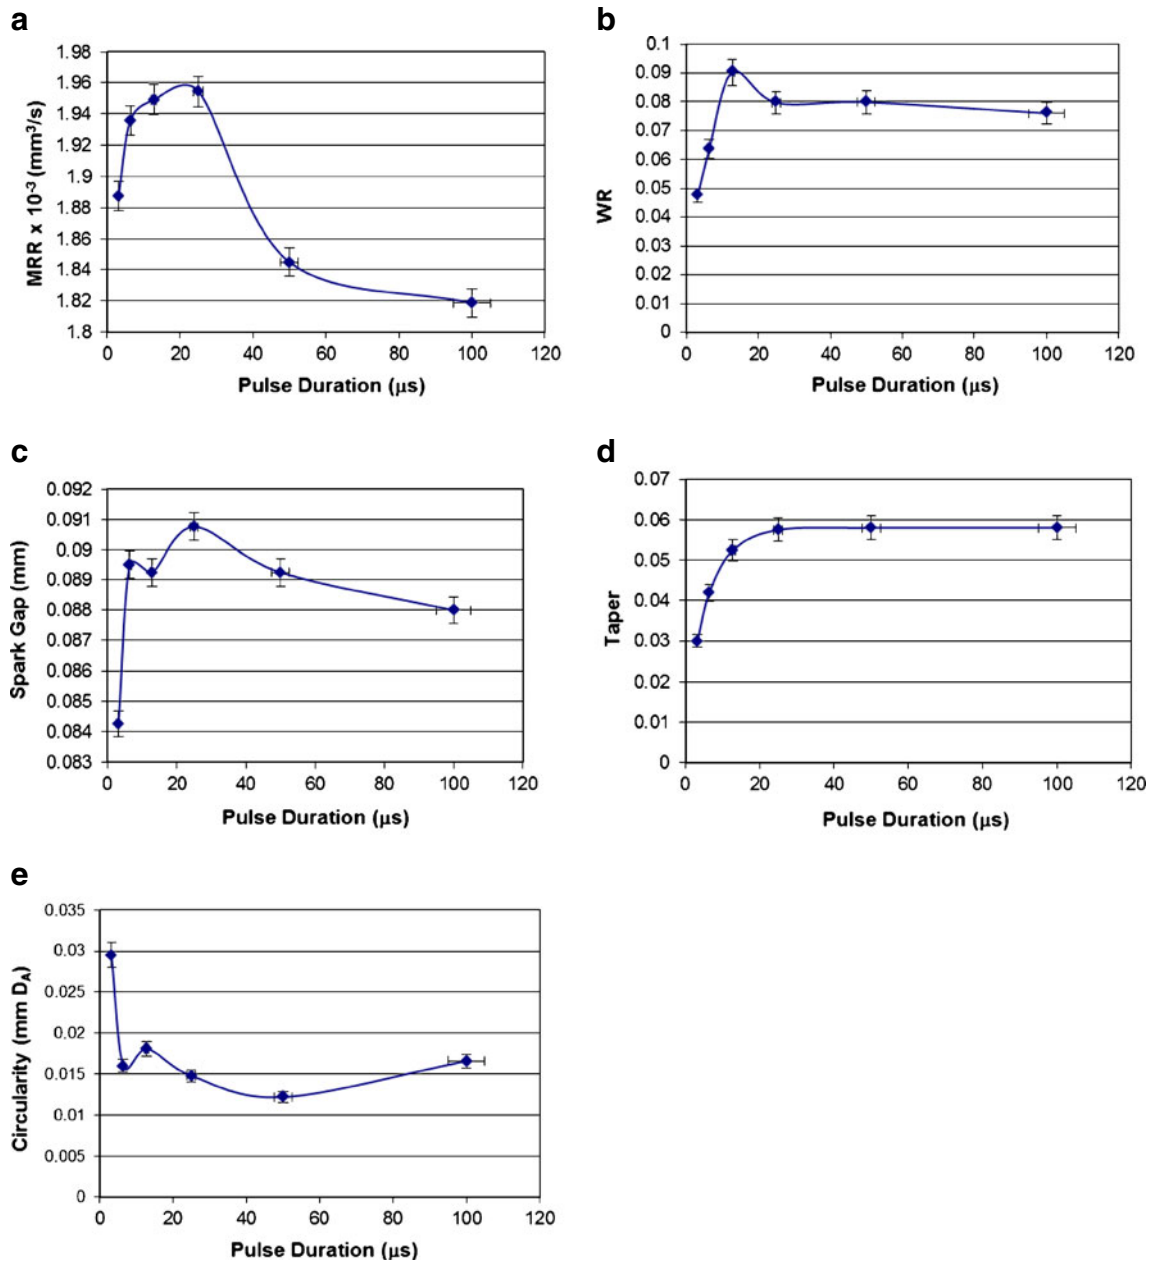 a
1.98
1.96
1.94
1.92
1.9
1.88
1.86
1.84
1.82
1.8
MRR x 10⁻³ (mm³/s)
0 20 40 60 80 100 120
Pulse Duration (μs)
b
0.1
0.09
0.08
0.07
0.06
0.05
0.04
0.03
0.02
0.01
0
WR
0 20 40 60 80 100 120
Pulse Duration (μs)
c
0.092
0.091
0.09
0.089
0.088
0.087
0.086
0.085
0.084
0.083
Spark Gap (mm)
0 20 40 60 80 100 120
Pulse Duration (μs)
d
0.07
0.06
0.05
0.04
0.03
0.02
0.01
0
Taper
0 20 40 60 80 100 120
Pulse Duration (μs)
e
0.035
0.03
0.025
0.02
0.015
0.01
0.005
0
Circularity (mm D_A)
0 20 40 60 80 100 120
Pulse Duration (μs)